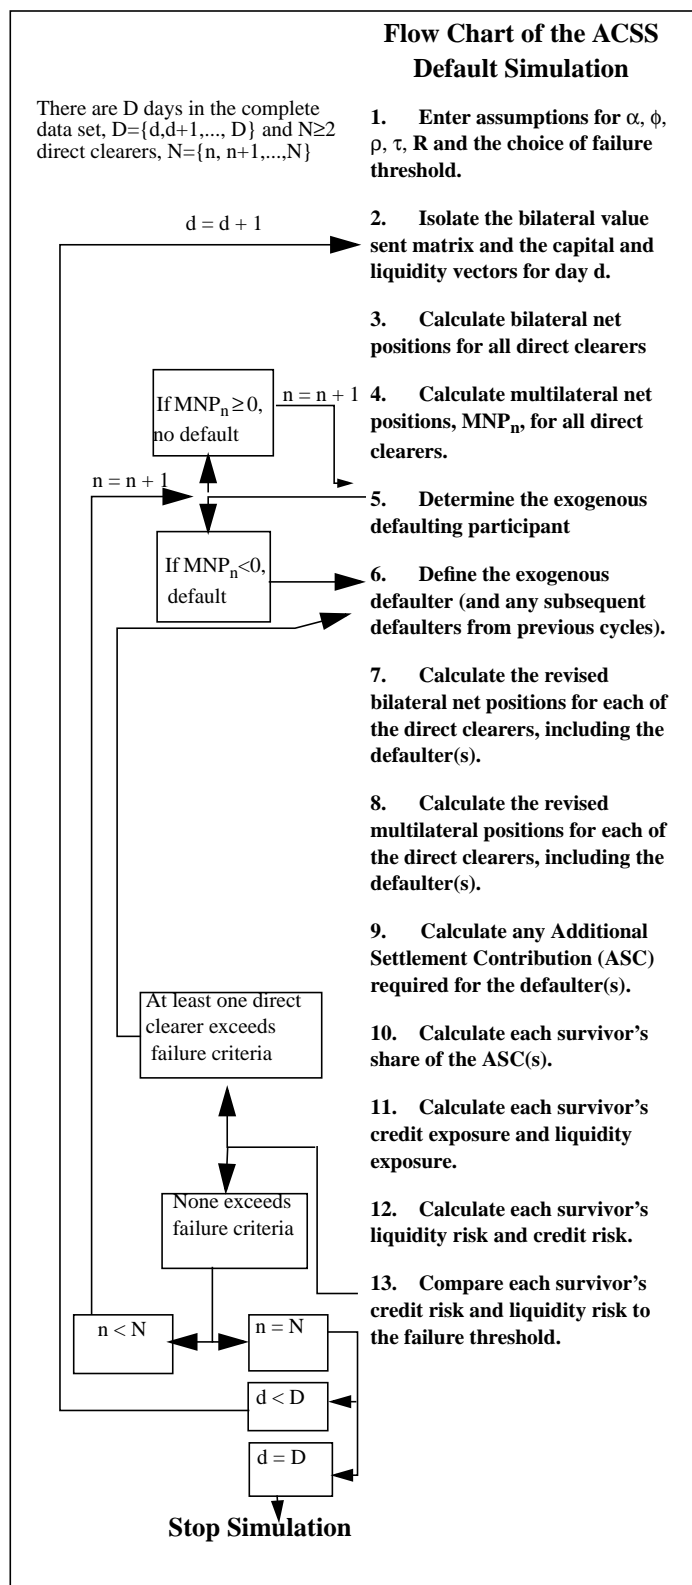 Flow Chart of the ACSS
Default Simulation
There are D days in the complete
data set, D={d,d+1,..., D} and N≥2
direct clearers, N={n, n+1,...,N}
1. Enter assumptions for α, ϕ,
ρ, τ, R and the choice of failure
threshold.
d = d + 1
2. Isolate the bilateral value
sent matrix and the capital and
liquidity vectors for day d.
3. Calculate bilateral net
positions for all direct clearers
If MNPn ≥ 0,
no default
n = n + 1
4. Calculate multilateral net
positions, MNPn, for all direct
clearers.
n = n + 1
5. Determine the exogenous
defaulting participant
If MNPn<0,
default
6. Define the exogenous
defaulter (and any subsequent
defaulters from previous cycles).
7. Calculate the revised
bilateral net positions for each of
the direct clearers, including the
defaulter(s).
8. Calculate the revised
multilateral positions for each of
the direct clearers, including the
defaulter(s).
9. Calculate any Additional
Settlement Contribution (ASC)
required for the defaulter(s).
At least one direct
clearer exceeds
failure criteria
10. Calculate each survivor's
share of the ASC(s).
11. Calculate each survivor's
credit exposure and liquidity
exposure.
None exceeds
failure criteria
12. Calculate each survivor's
liquidity risk and credit risk.
13. Compare each survivor's
credit risk and liquidity risk to
the failure threshold.
n < N
n = N
d < D
d = D
Stop Simulation